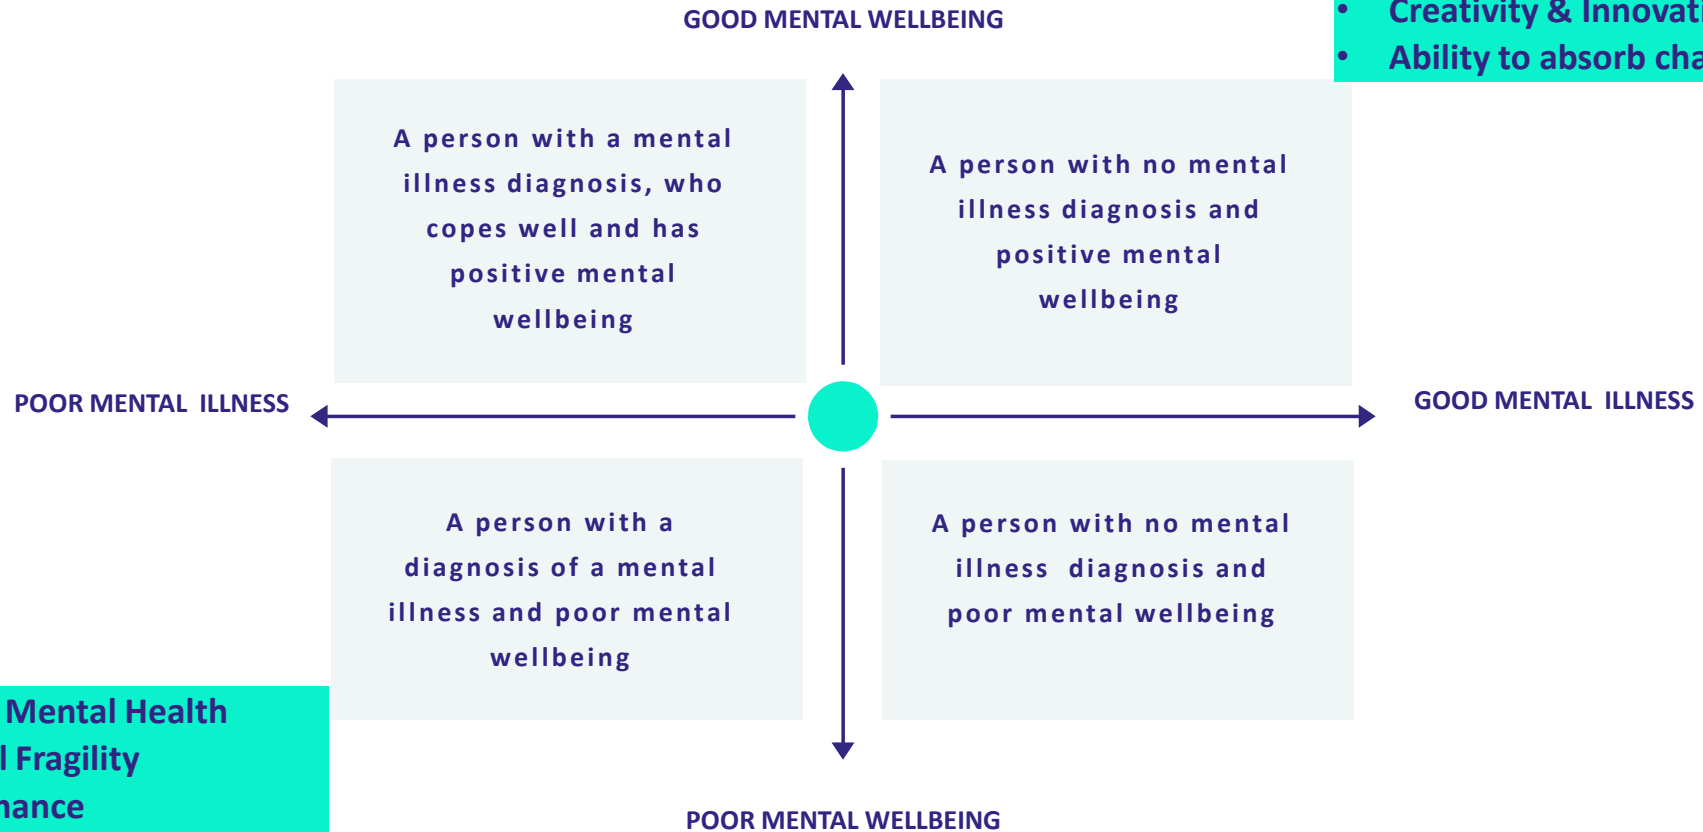 GOOD MENTAL WELLBEING
• Creativity &
• Ability to absorb
A person with a mental
illness diagnosis, who
copes well and has
positive mental
wellbeing
A person with no mental
illness diagnosis and
positive mental
wellbeing
POOR MENTAL ILLNESS
GOOD MENTAL ILLNESS
A person with a
diagnosis of a mental
illness and poor mental
wellbeing
A person with no mental
illness diagnosis and
poor mental wellbeing
Mental Health
Fragility
POOR MENTAL WELLBEING